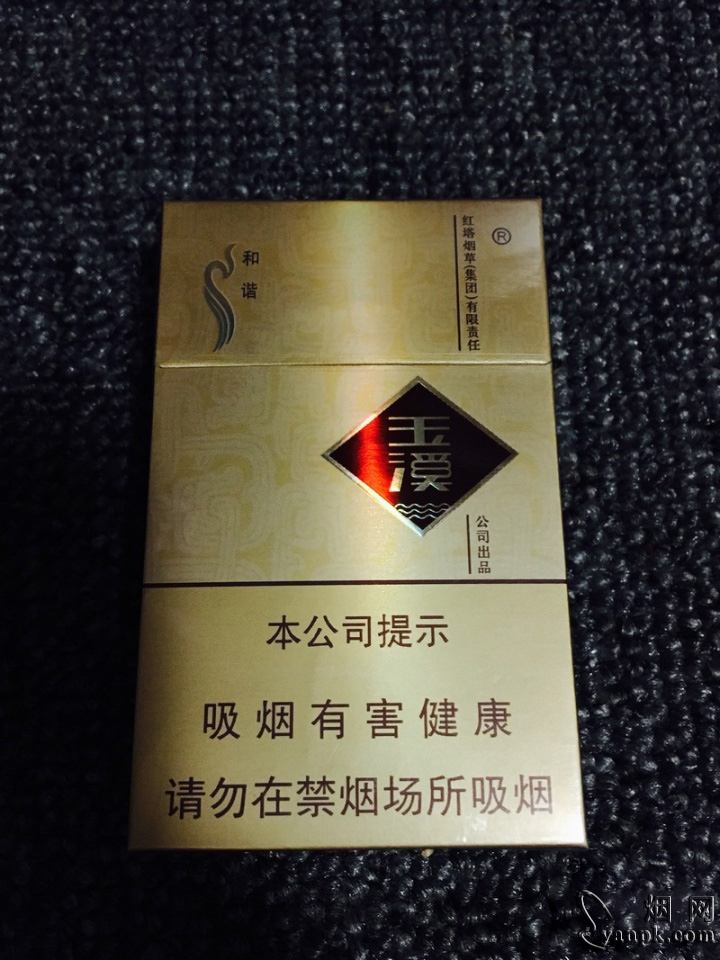 和谐
红塔烟草(集团)有限责任
®
玉溪
公司出品
本公司提示
吸烟有害健康
请勿在禁烟场所吸烟
烟网
yanpk.com